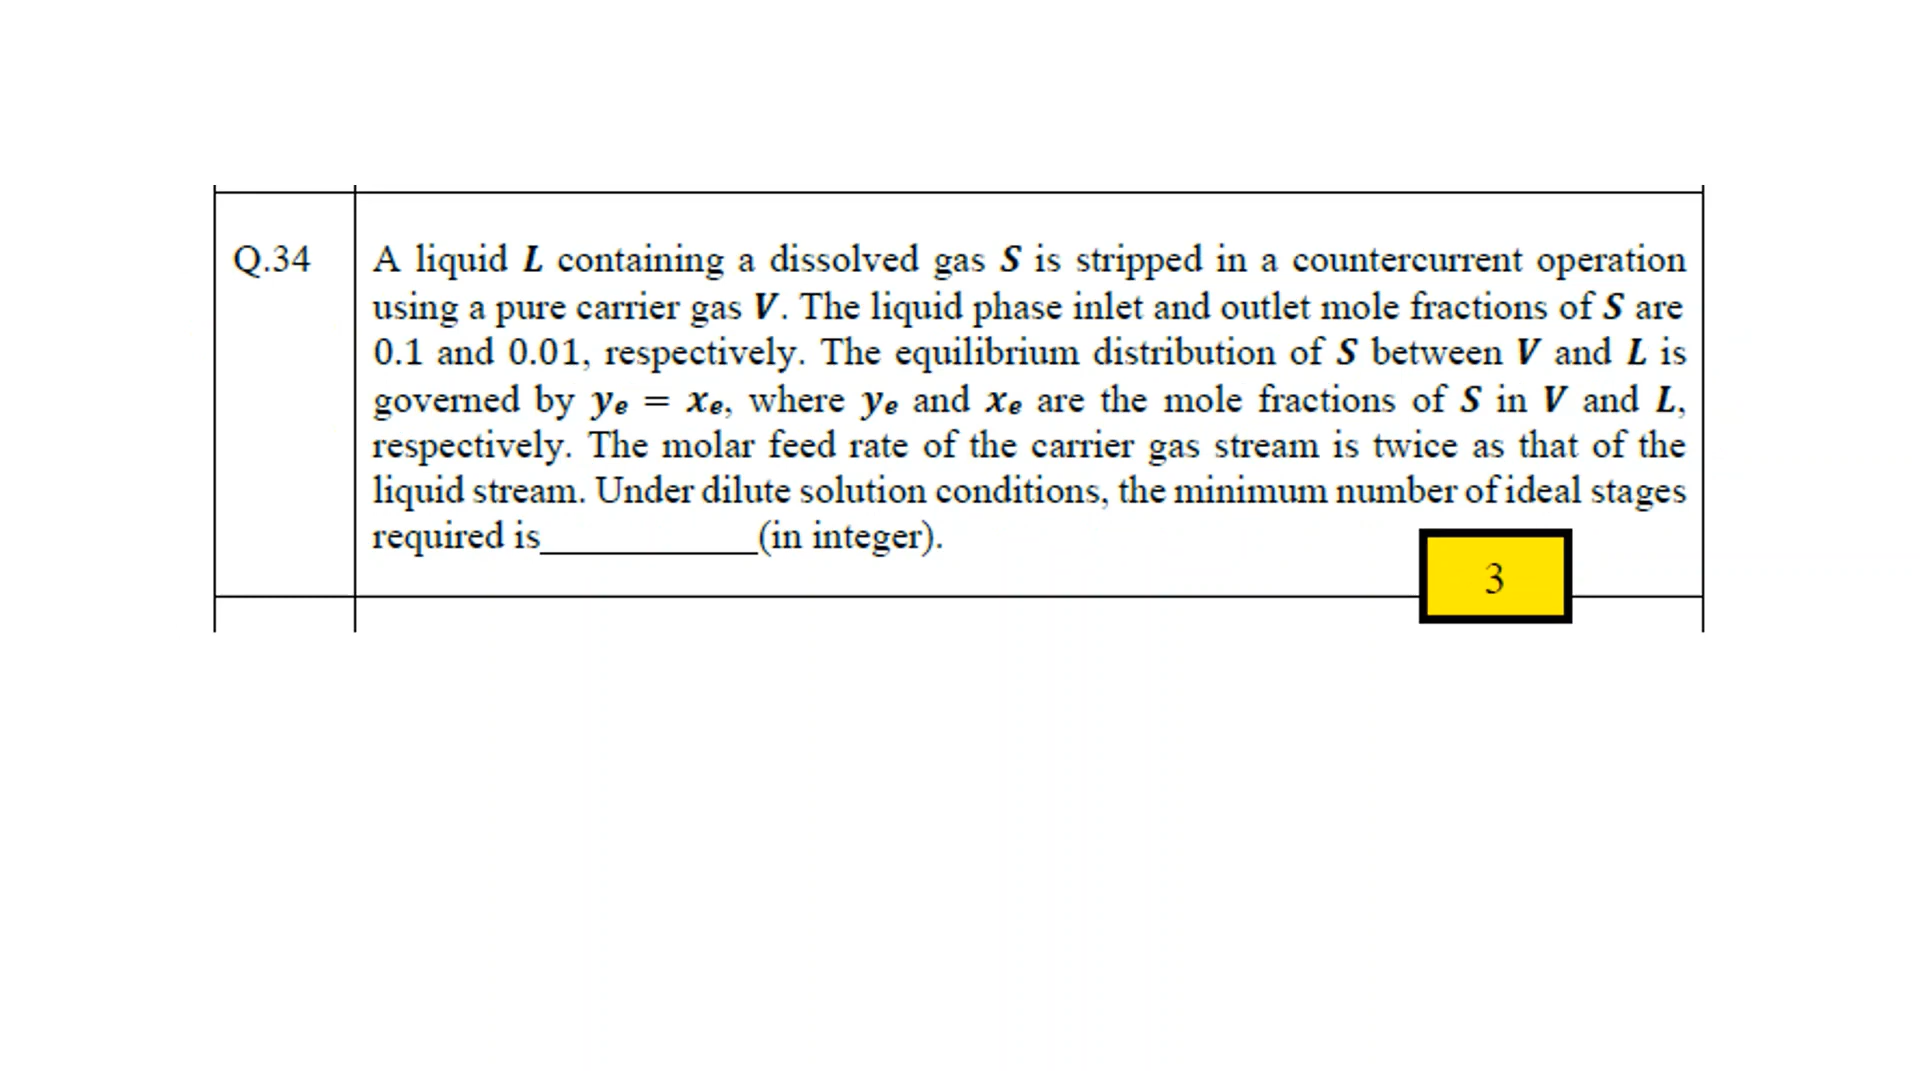 Q.34
A liquid L containing a dissolved gas S is stripped in a countercurrent operation
using a pure carrier gas V. The liquid phase inlet and outlet mole fractions of S are
0.1 and 0.01, respectively. The equilibrium distribution of S between V and L is
governed by yₑ = xₑ, where yₑ and xₑ are the mole fractions of S in V and L,
respectively. The molar feed rate of the carrier gas stream is twice as that of the
liquid stream. Under dilute solution conditions, the minimum number of ideal stages
required is___________(in integer).
3